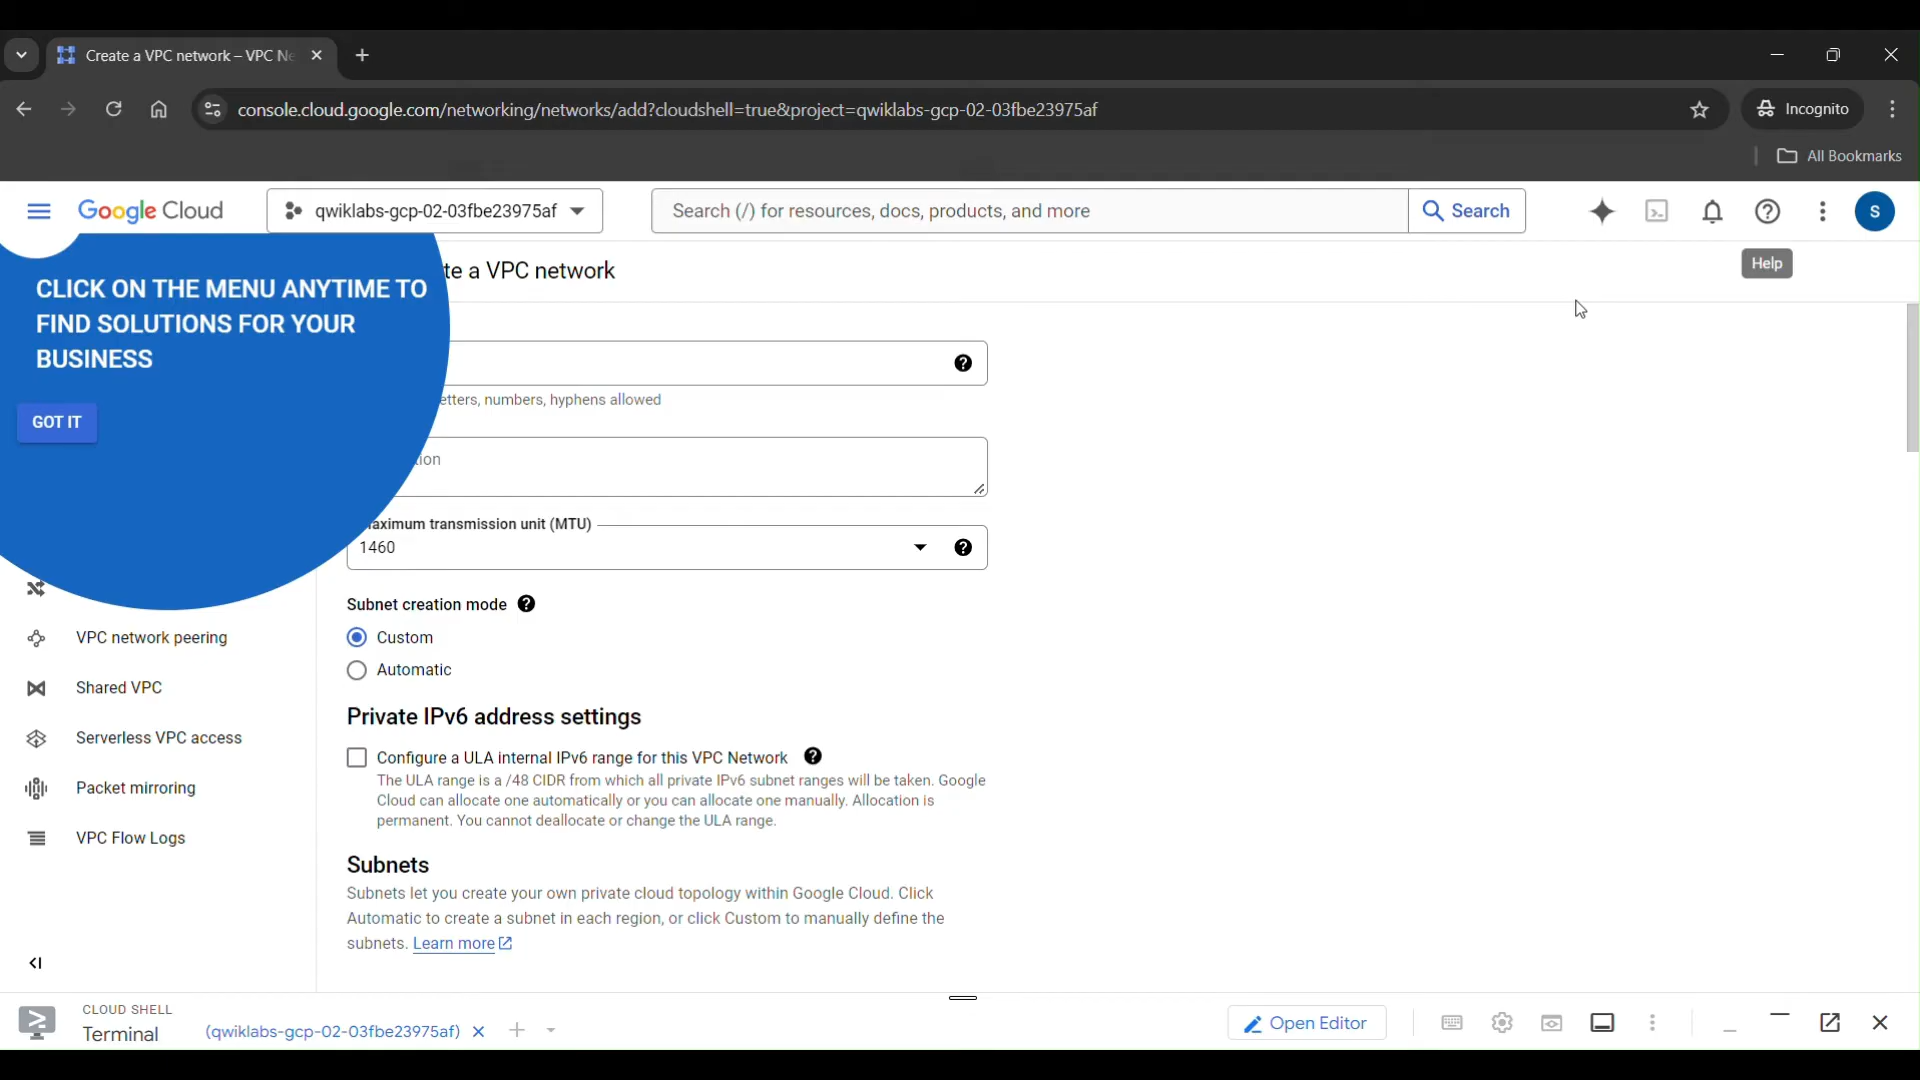 Create a VPC network – VPC Ne
console.cloud.google.com/networking/networks/add?cloudshell=true&project=qwiklabs-gcp-02-03fbe23975af
Incognito
All Bookmarks
Google Cloud
qwiklabs-gcp-02-03fbe23975af
Search (/) for resources, docs, products, and more
Search
S
Help
te a VPC network
CLICK ON THE MENU ANYTIME TO
FIND SOLUTIONS FOR YOUR
BUSINESS
GOT IT
etters, numbers, hyphens allowed
tion
aximum transmission unit (MTU)
1460
Subnet creation mode
Custom
Automatic
Private IPv6 address settings
Configure a ULA internal IPv6 range for this VPC Network
The ULA range is a /48 CIDR from which all private IPv6 subnet ranges will be taken. Google
Cloud can allocate one automatically or you can allocate one manually. Allocation is
permanent. You cannot deallocate or change the ULA range.
Subnets
Subnets let you create your own private cloud topology within Google Cloud. Click
Automatic to create a subnet in each region, or click Custom to manually define the
subnets. Learn more
VPC network peering
Shared VPC
Serverless VPC access
Packet mirroring
VPC Flow Logs
CLOUD SHELL
Terminal
(qwiklabs-gcp-02-03fbe23975af)
Open Editor